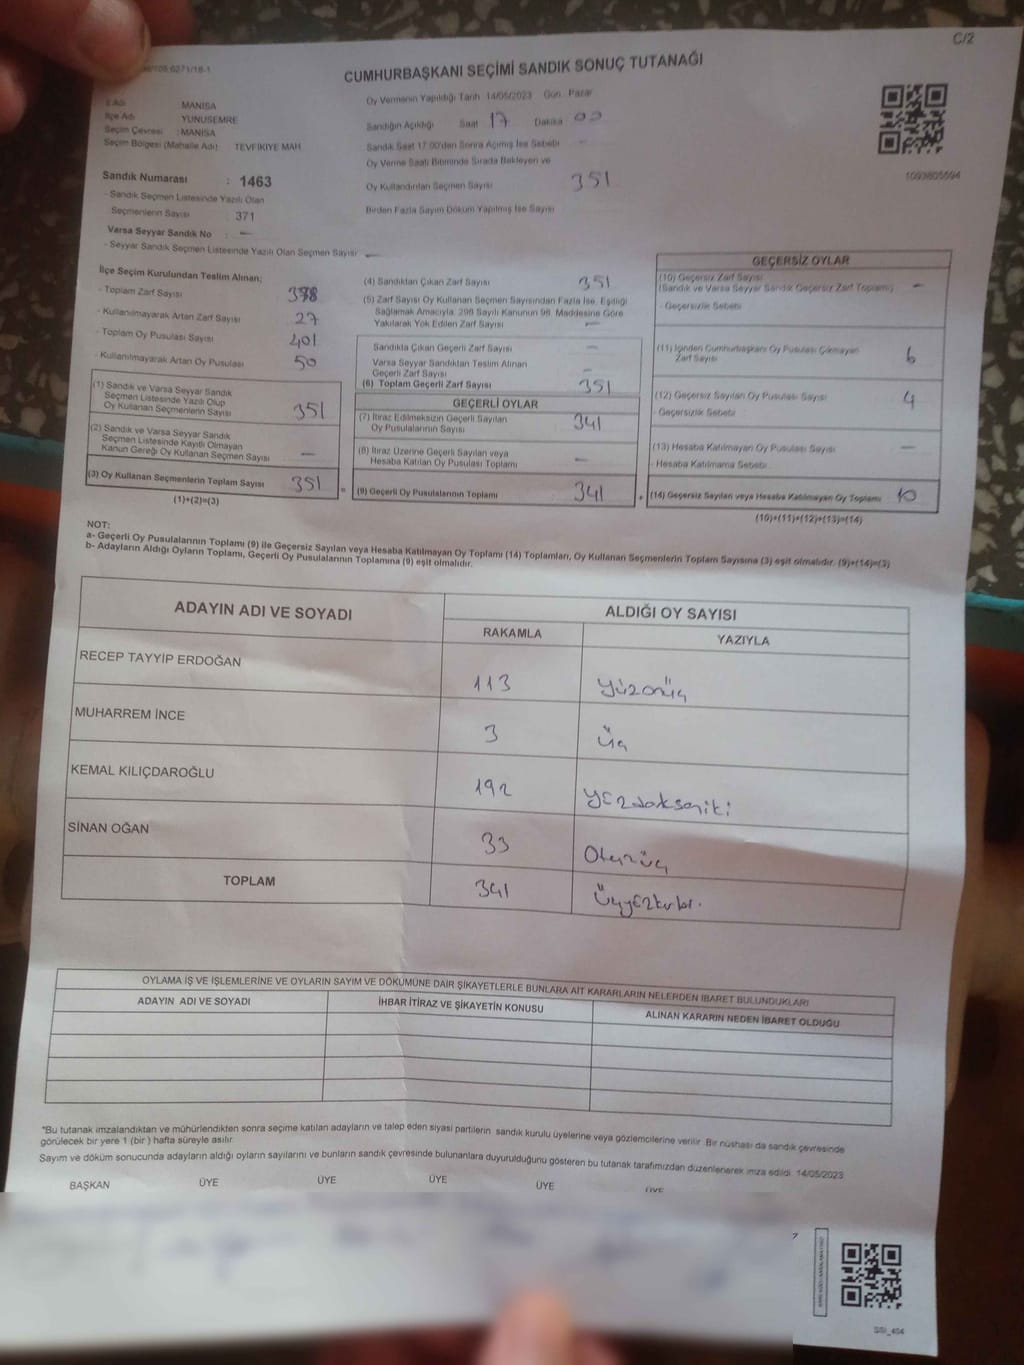 C/2
CUMHURBAŞKANI SEÇİMİ SANDIK SONUÇ TUTANAĞI
İl Adı MANİSA
İlçe Adı YUNUSEMRE
Seçim Çevresi : MANİSA
Seçim Bölgesi (Mahalle Adı) TEVFİKİYE MAH
Sandık Numarası : 1463
- Sandık Seçmen Listesinde Yazılı Olan
Seçmenlerin Sayısı 371
Varsa Seyyar Sandık No : —
- Seyyar Sandık Seçmen Listesinde Yazılı Olan Seçmen Sayısı —
Oy Vermenin Yapıldığı Tarih 14/05/2023 Gün Pazar
Sandığın Açıldığı Saat 17 Dakika 00
Sandık Saat 17:00'den Sonra Açılmış İse Sebebi
Oy Verme Saati Bitiminde Sırada Bekleyen ve
Oy Kullandırılan Seçmen Sayısı 351
Birden Fazla Sayım Döküm Yapılmış İse Sayısı
1093605594
İlçe Seçim Kurulundan Teslim Alınan;
- Toplam Zarf Sayısı
- Kullanılmayarak Artan Zarf Sayısı 27
- Toplam Oy Pusulası Sayısı 401
- Kullanılmayarak Artan Oy Pusulası 50
(1) Sandık ve Varsa Seyyar Sandık
Seçmen Listesinde Yazılı Olup
Oy Kullanan Seçmenlerin Sayısı 351
(2) Sandık ve Varsa Seyyar Sandık
Seçmen Listesinde Kayıtlı Olmayan
Kanun Gereği Oy Kullanan Seçmen Sayısı —
(3) Oy Kullanan Seçmenlerin Toplam Sayısı 351
(1)+(2)=(3)
(4) Sandıktan Çıkan Zarf Sayısı 351
(5) Zarf Sayısı Oy Kullanan Seçmen Sayısından Fazla İse, Eşitliği
Sağlamak Amacıyla, 298 Sayılı Kanunun 98. Maddesine Göre
Yakılarak Yok Edilen Zarf Sayısı —
Sandıkta Çıkan Geçerli Zarf Sayısı —
Varsa Seyyar Sandıktan Teslim Alınan
Geçerli Zarf Sayısı —
(6) Toplam Geçerli Zarf Sayısı 351
GEÇERLİ OYLAR
(7) İtiraz Edilmeksizin Geçerli Sayılan
Oy Pusulalarının Sayısı 341
(8) İtiraz Üzerine Geçerli Sayılan veya
Hesaba Katılan Oy Pusulası Toplamı —
= (9) Geçerli Oy Pusulalarının Toplamı 341
GEÇERSİZ OYLAR
(10) Geçersiz Zarf Sayısı
(Sandık ve Varsa Seyyar Sandık Geçersiz Zarf Toplamı) —
- Geçersizlik Sebebi
(11) İçinden Cumhurbaşkanı Oy Pusulası Çıkmayan
Zarf Sayısı 6
(12) Geçersiz Sayılan Oy Pusulası Sayısı 4
- Geçersizlik Sebebi
(13) Hesaba Katılmayan Oy Pusulası Sayısı —
- Hesaba Katılmama Sebebi
+ (14) Geçersiz Sayılan veya Hesaba Katılmayan Oy Toplamı 10
(10)+(11)+(12)+(13)=(14)
NOT:
a- Geçerli Oy Pusulalarının Toplamı (9) ile Geçersiz Sayılan veya Hesaba Katılmayan Oy Toplamı (14) Toplamları, Oy Kullanan Seçmenlerin Toplam Sayısına (3) eşit olmalıdır. (9)+(14)=(3)
b- Adayların Aldığı Oyların Toplamı, Geçerli Oy Pusulalarının Toplamına (9) eşit olmalıdır.
ADAYIN ADI VE SOYADI ALDIĞI OY SAYISI
RAKAMLA YAZIYLA
RECEP TAYYİP ERDOĞAN 113 Yüzonüç
MUHARREM İNCE 3 Üç
KEMAL KILIÇDAROĞLU 192 Yüzdoksaniki
SİNAN OĞAN 33 Otuzüç
TOPLAM 341 Üçyüzkırkbir.
OYLAMA İŞ VE İŞLEMLERİNE VE OYLARIN SAYIM VE DÖKÜMÜNE DAİR ŞİKAYETLERLE BUNLARA AİT KARARLARIN NELERDEN İBARET BULUNDUKLARI
ADAYIN ADI VE SOYADI İHBAR İTİRAZ VE ŞİKAYETİN KONUSU ALINAN KARARIN NEDEN İBARET OLDUĞU
*Bu tutanak imzalandıktan ve mühürlendikten sonra seçime katılan adayların ve talep eden siyasi partilerin sandık kurulu üyelerine veya gözlemcilerine verilir. Bir nüshası da sandık çevresinde
görülecek bir yere 1 (bir ) hafta süreyle asılır.
Sayım ve döküm sonucunda adayların aldığı oyların sayılarını ve bunların sandık çevresinde bulunanlara duyurulduğunu gösteren bu tutanak tarafımızdan düzenlenerek imza edildi. 14/05/2023
BAŞKAN ÜYE ÜYE ÜYE ÜYE ÜYE
SSI_404